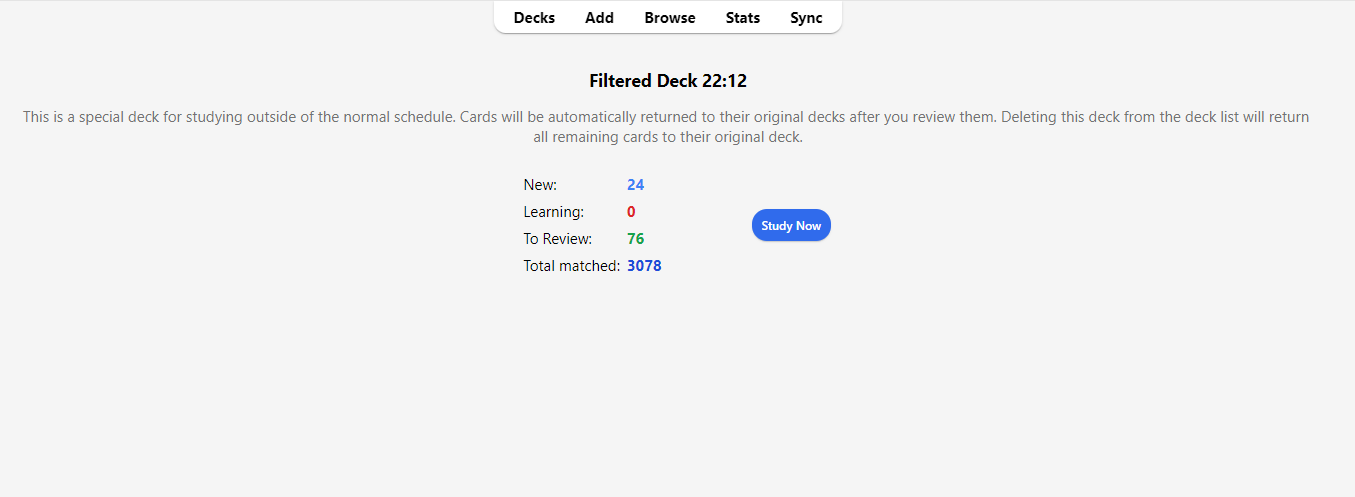 Decks Add Browse Stats Sync
Filtered Deck 22:12
This is a special deck for studying outside of the normal schedule. Cards will be automatically returned to their original decks after you review them. Deleting this deck from the deck list will return
all remaining cards to their original deck.
New: 24
Learning: 0
Study Now
To Review: 76
Total matched: 3078